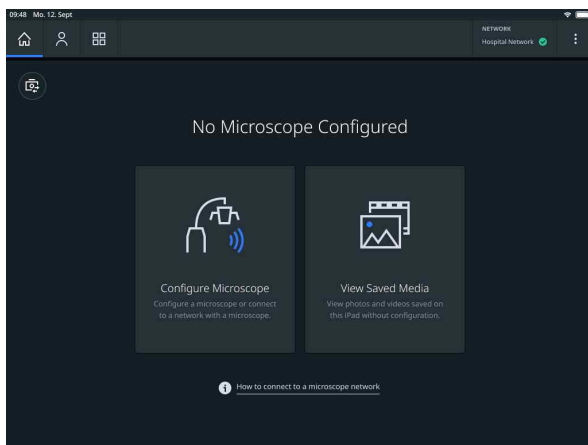 09:48 Mo. 12. Sept
NETWORK
Hospital Network
No Microscope Configured
Configure Microscope
Configure a microscope or connect
to a network with a microscope.
View Saved Media
View photos and videos saved on
this iPad without configuration.
How to connect to a microscope network